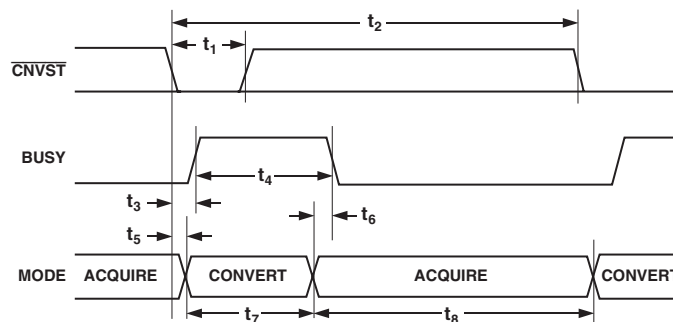 t2
t1
CNVST
BUSY
t4
t3
t6
t5
MODE ACQUIRE CONVERT ACQUIRE CONVERT
t7 t8